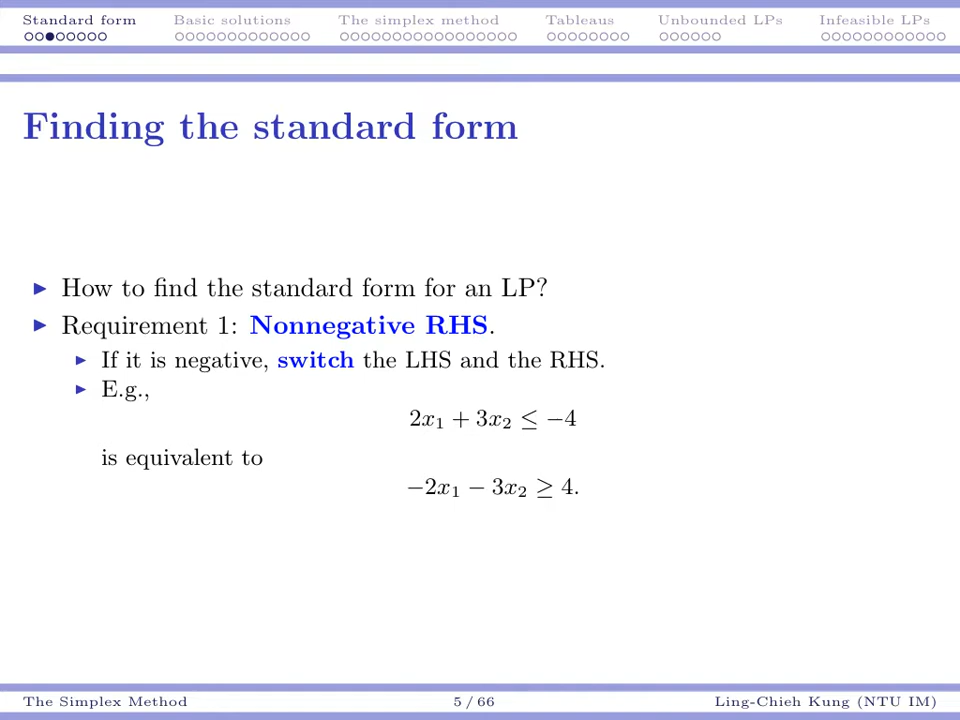 Standard form Basic solutions The simplex method Tableaus Unbounded LPs Infeasible LPs
Finding the standard form
How to find the standard form for an LP?
Requirement 1: Nonnegative RHS.
If it is negative, switch the LHS and the RHS.
E.g.,
2x₁ + 3x₂ ≤ −4
is equivalent to
−2x₁ − 3x₂ ≥ 4.
The Simplex Method 5 / 66 Ling-Chieh Kung (NTU IM)